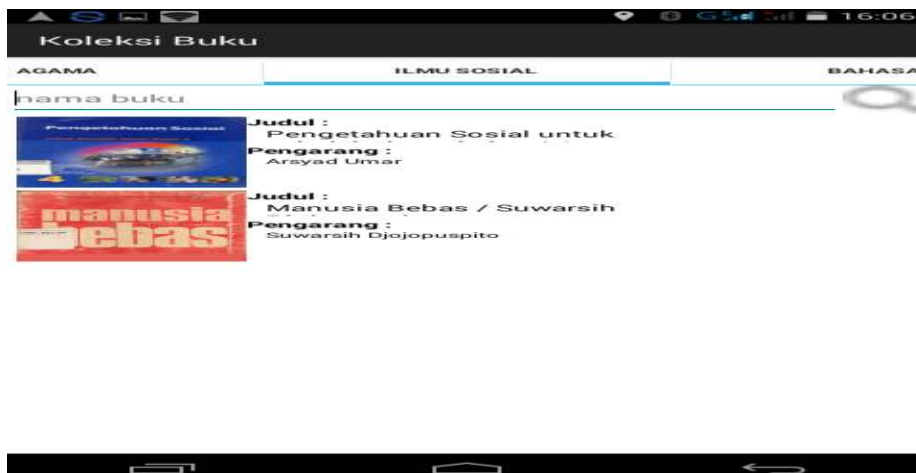 16:06
Koleksi Buku
AGAMA ILMU SOSIAL BAHASA
nama buku
Pengetahuan Sosial
4
Judul :
Pengetahuan Sosial untuk
Pengarang :
Arsyad Umar
manusia
bebas
Judul :
Manusia Bebas / Suwarsih
Pengarang :
Suwarsih Djojopuspito